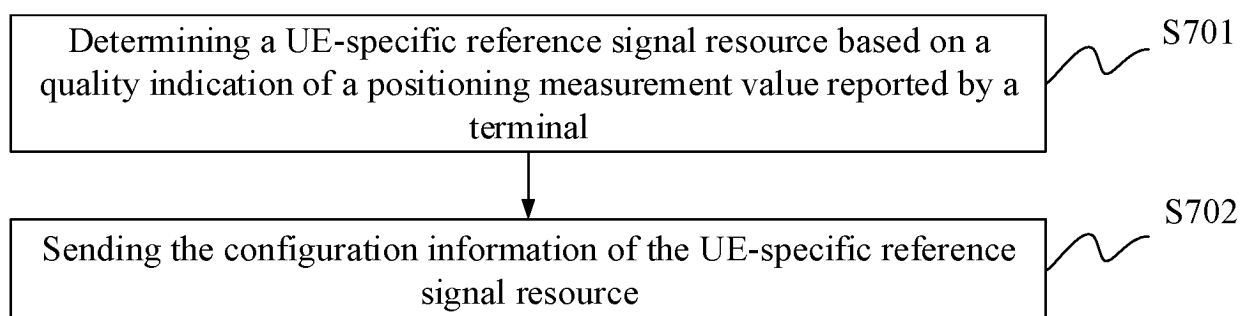 Determining a UE-specific reference signal resource based on a
quality indication of a positioning measurement value reported by a
terminal
S701
Sending the configuration information of the UE-specific reference
signal resource
S702